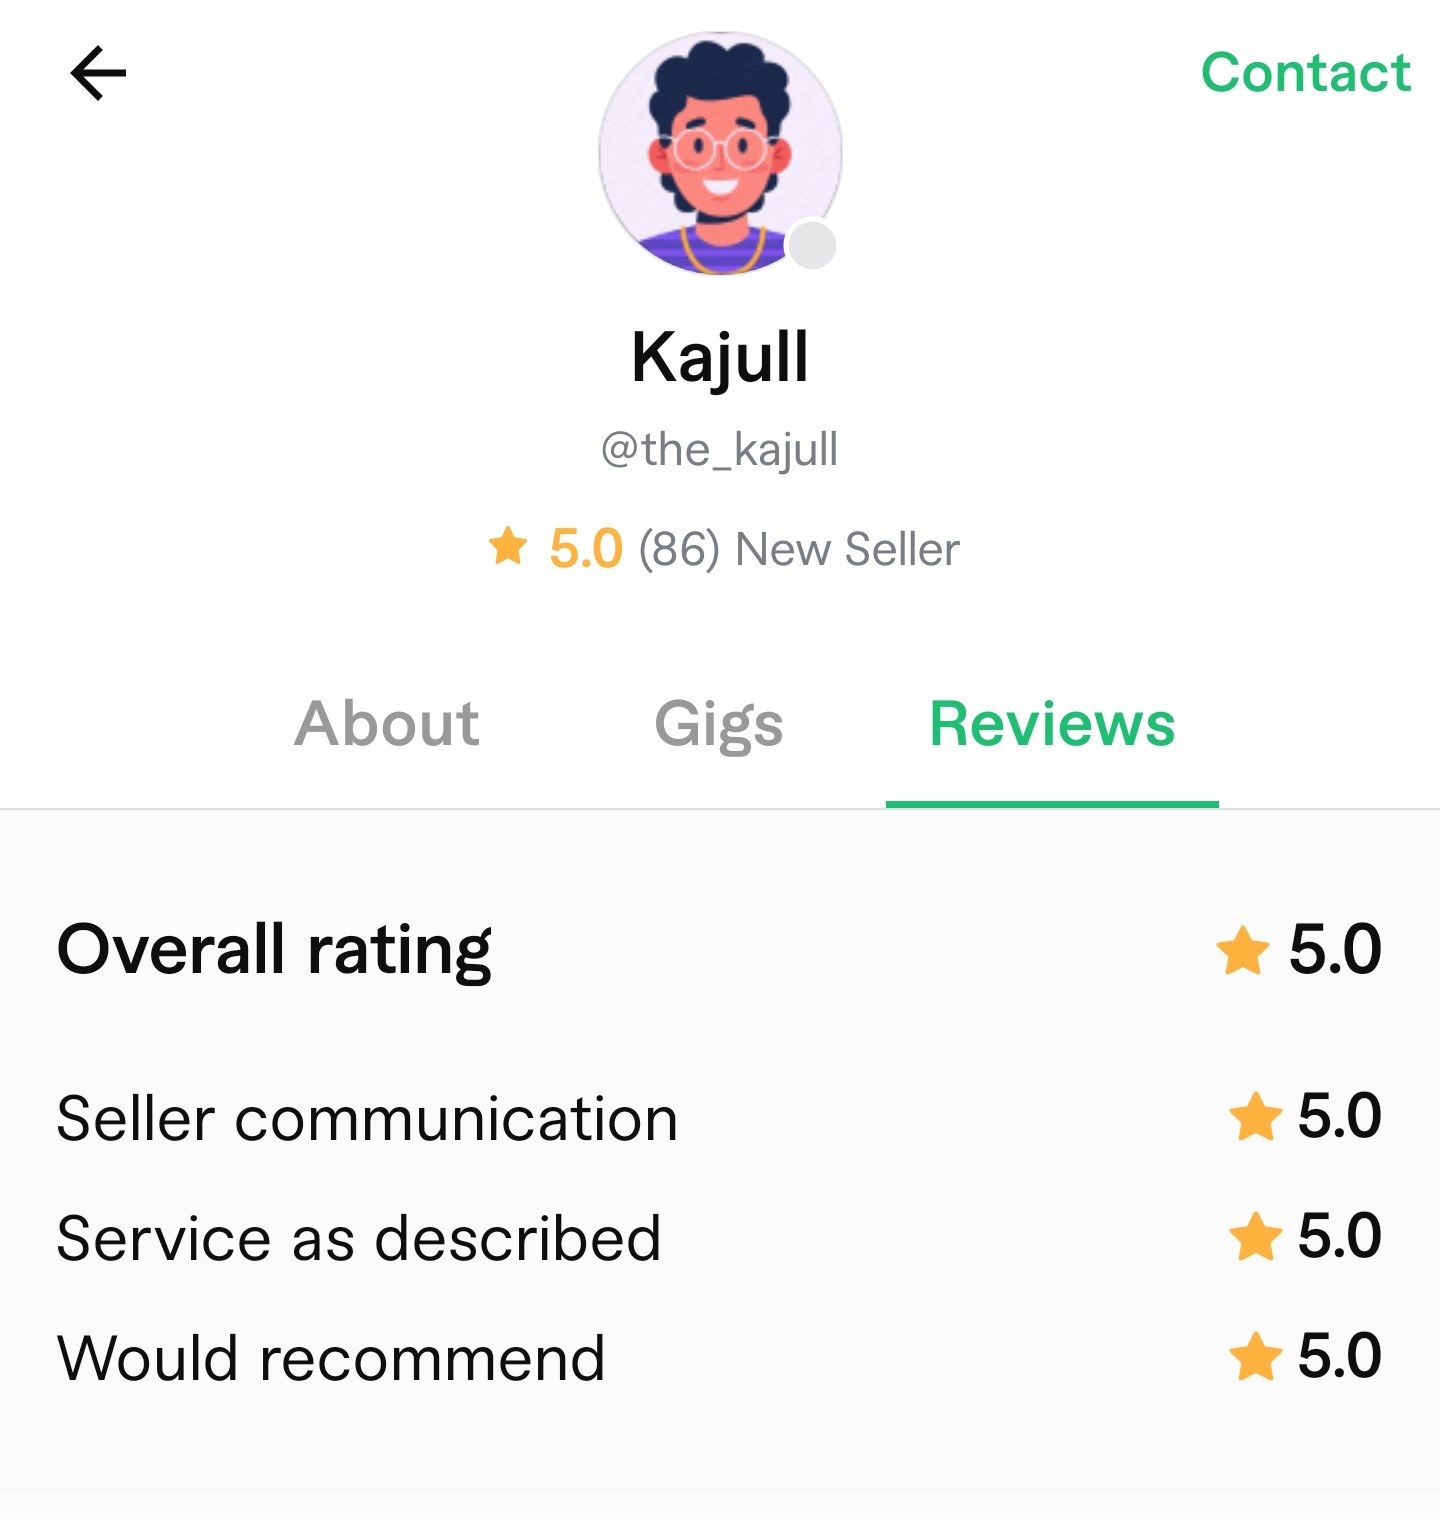 Contact
Kajull
@the_kajull
5.0 (86) New Seller
About Gigs Reviews
Overall rating 5.0
Seller communication 5.0
Service as described 5.0
Would recommend 5.0